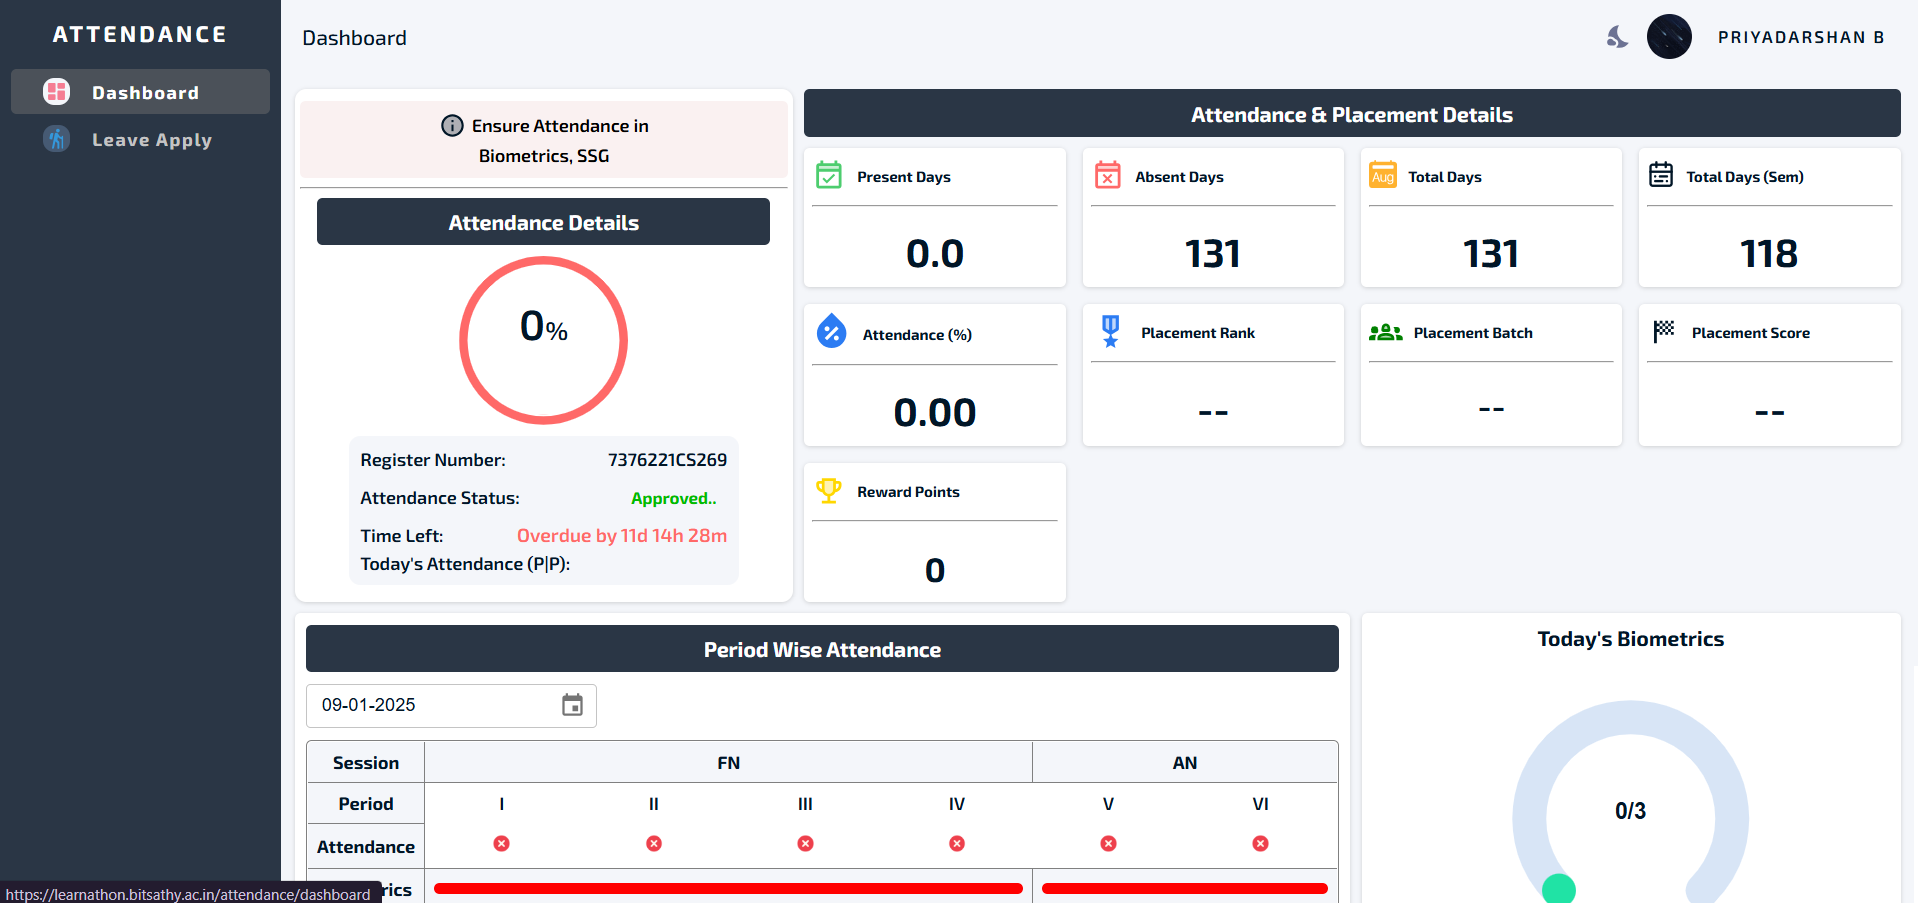 ATTENDANCE
Dashboard
Leave Apply
Dashboard
PRIYADARSHAN B
Ensure Attendance in
Biometrics, SSG
Attendance Details
0%
Register Number: 7376221CS269
Attendance Status: Approved..
Time Left: Overdue by 11d 14h 28m
Today's Attendance (P|P):
Attendance & Placement Details
Present Days
0.0
Absent Days
131
Aug Total Days
131
Total Days (Sem)
118
Attendance (%)
0.00
Placement Rank
--
Placement Batch
--
Placement Score
--
Reward Points
0
Period Wise Attendance
09-01-2025
Session FN AN
Period I II III IV V VI
Attendance
rics
Today's Biometrics
0/3
https://learnathon.bitsathy.ac.in/attendance/dashboard